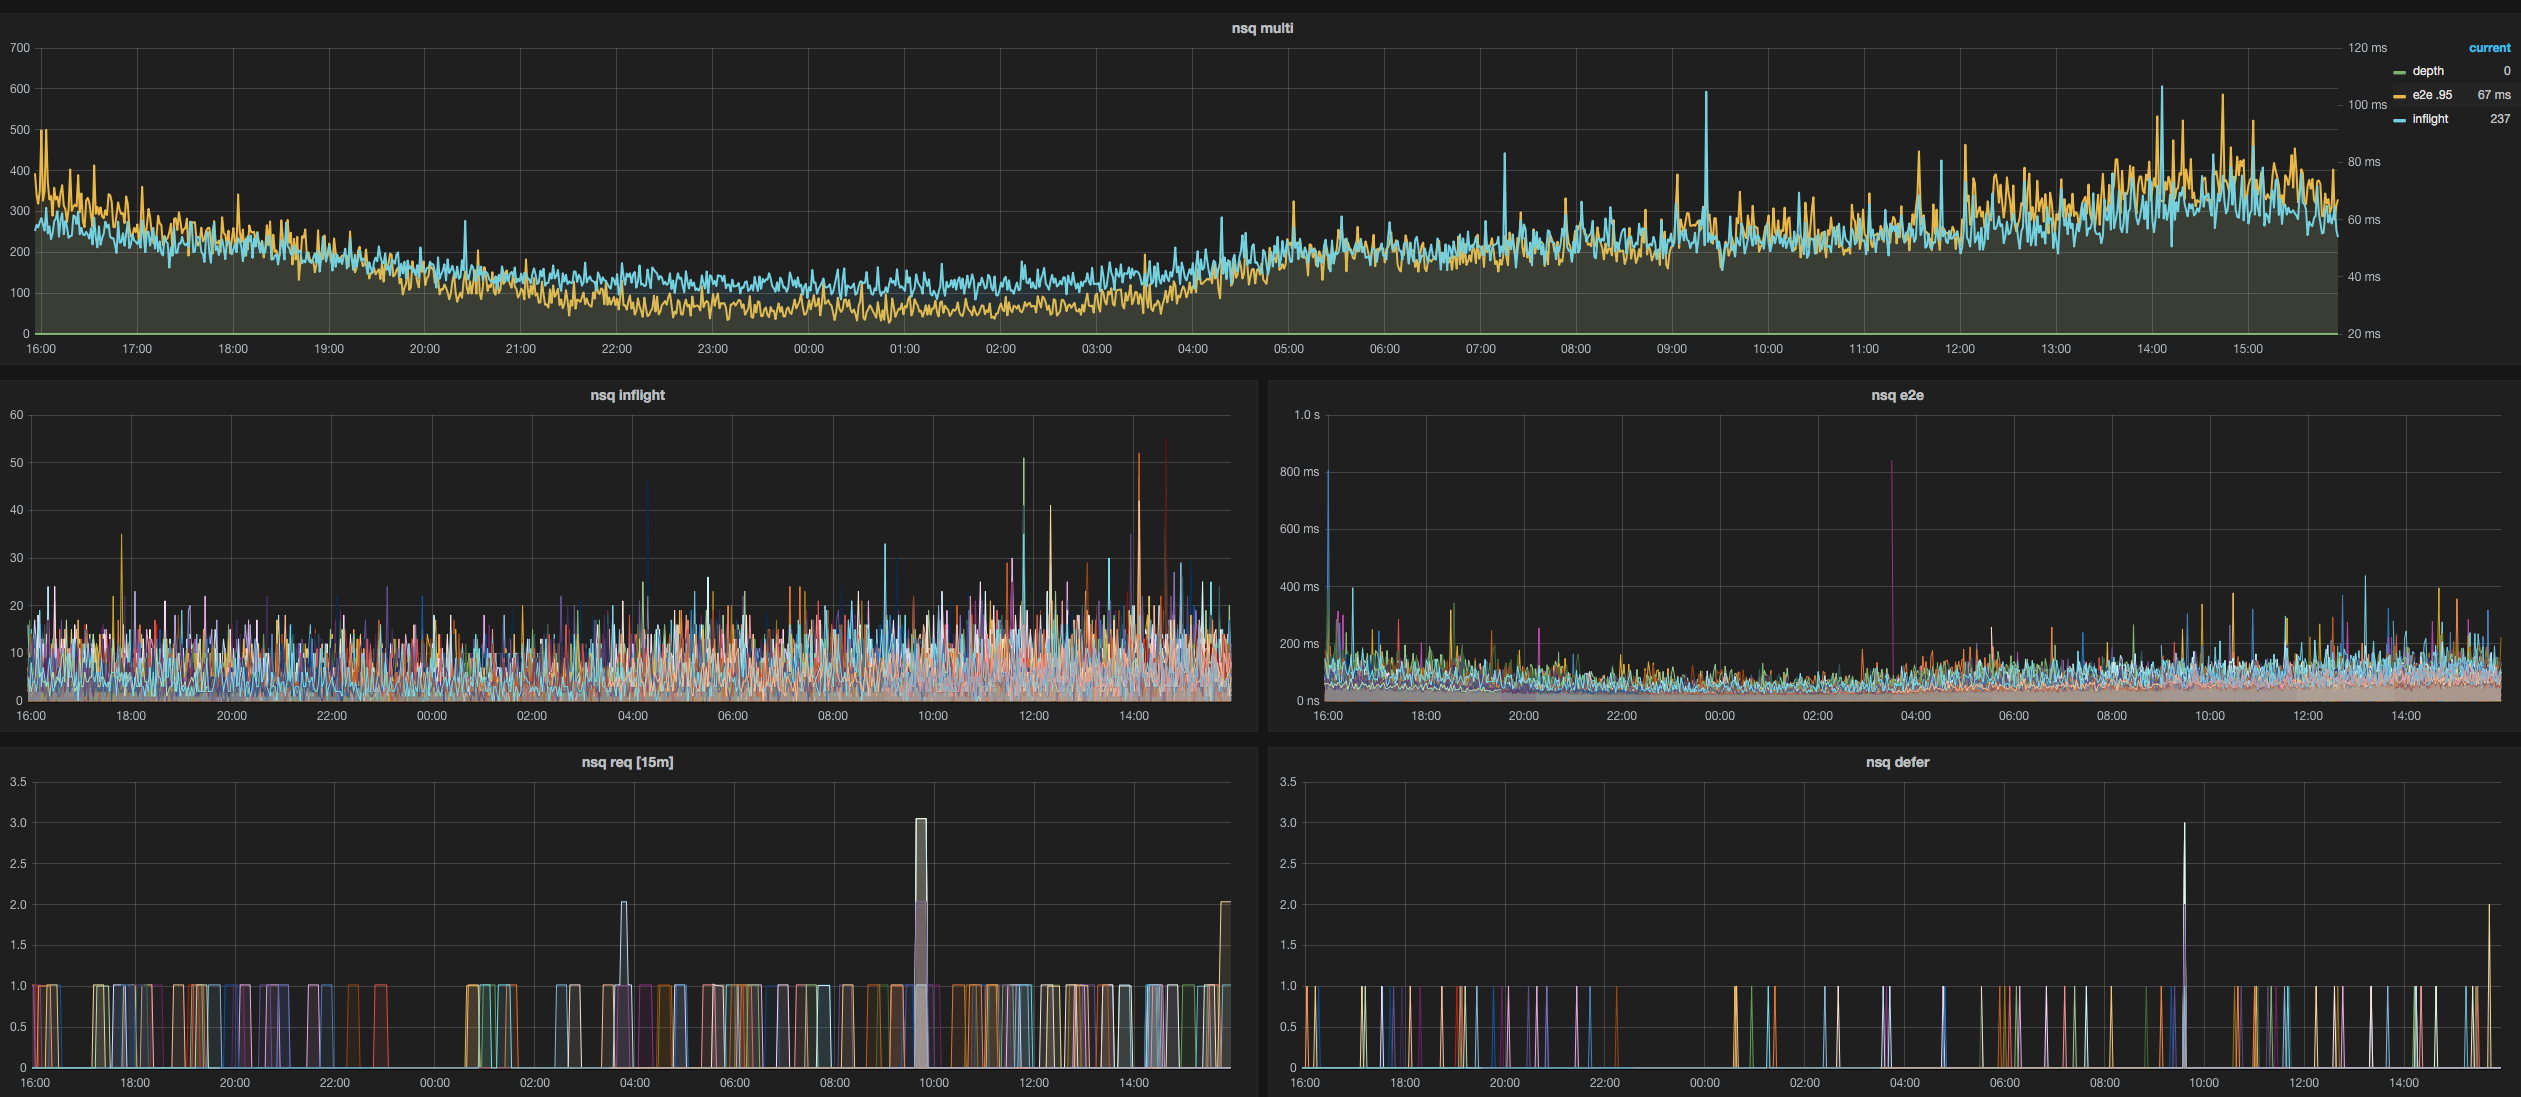 nsq multi
700 120 ms current
600 depth 0
500 100 ms e2e .95 67 ms
400 inflight 237
300 80 ms
200 60 ms
100 40 ms
0 20 ms
16:00 17:00 18:00 19:00 20:00 21:00 22:00 23:00 00:00 01:00 02:00 03:00 04:00 05:00 06:00 07:00 08:00 09:00 10:00 11:00 12:00 13:00 14:00 15:00
nsq inflight
60
50
40
30
20
10
0
16:00 18:00 20:00 22:00 00:00 02:00 04:00 06:00 08:00 10:00 12:00 14:00
nsq e2e
1.0 s
800 ms
600 ms
400 ms
200 ms
0 ns
16:00 18:00 20:00 22:00 00:00 02:00 04:00 06:00 08:00 10:00 12:00 14:00
nsq req [15m]
3.5
3.0
2.5
2.0
1.5
1.0
0.5
0
16:00 18:00 20:00 22:00 00:00 02:00 04:00 06:00 08:00 10:00 12:00 14:00
nsq defer
3.5
3.0
2.5
2.0
1.5
1.0
0.5
0
16:00 18:00 20:00 22:00 00:00 02:00 04:00 06:00 08:00 10:00 12:00 14:00